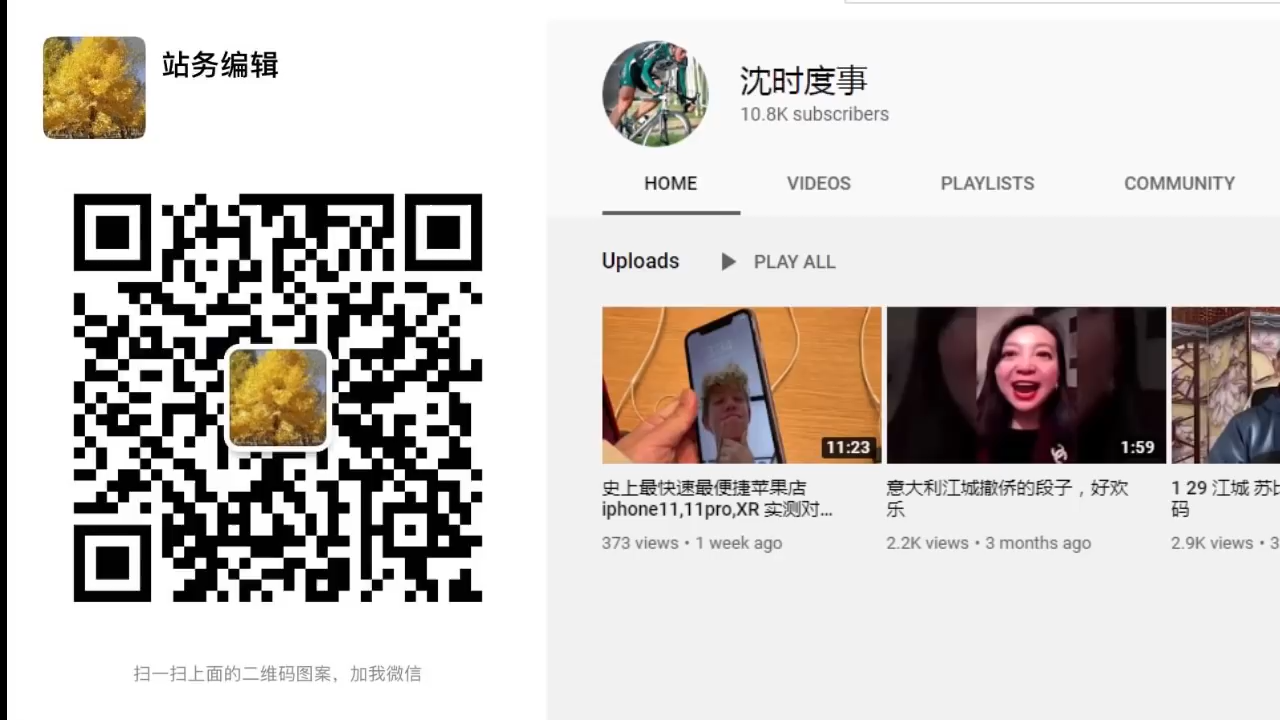 站务编辑
扫一扫上面的二维码图案，加我微信
沈时度事
10.8K subscribers
HOME
VIDEOS
PLAYLISTS
COMMUNITY
Uploads
PLAY ALL
11:23
史上最快速最便捷苹果店
iphone11,11pro,XR 实测对...
373 views • 1 week ago
1:59
意大利江城撤侨的段子，好欢
乐
2.2K views • 3 months ago
1 29 江城 苏
码
2.9K views • 3